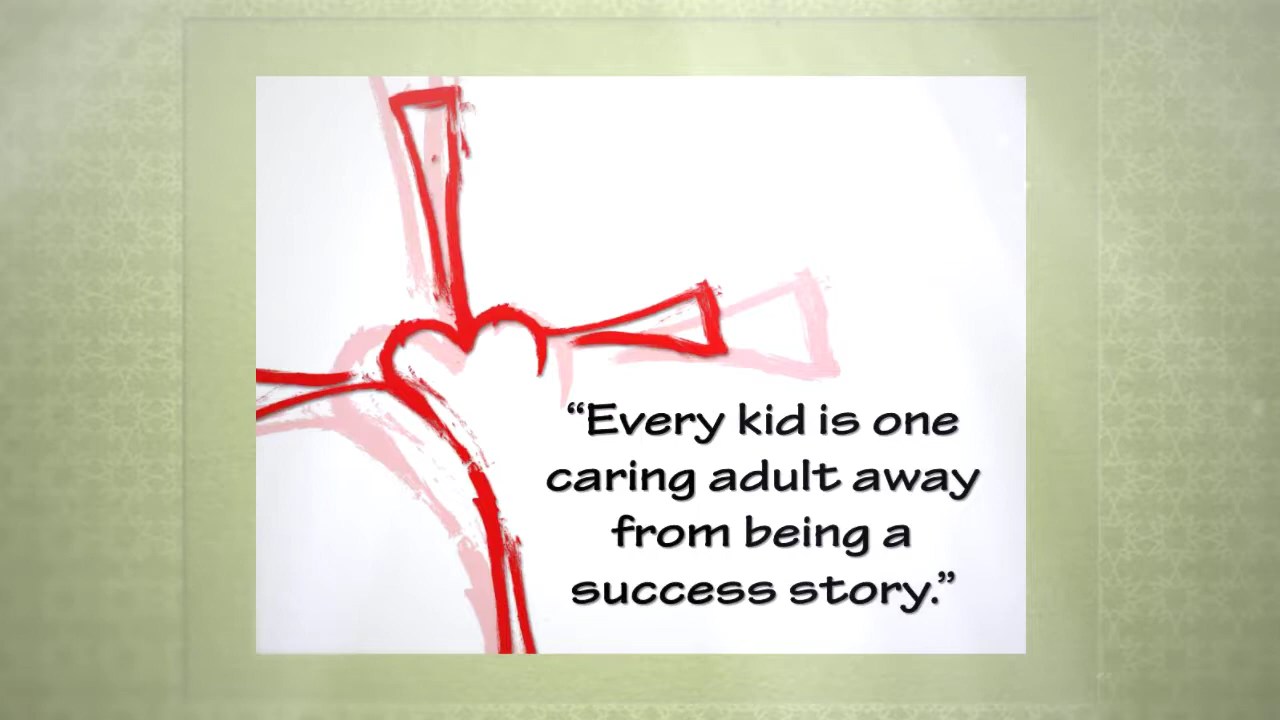 “Every kid is one
caring adult away
from being a
success story.”